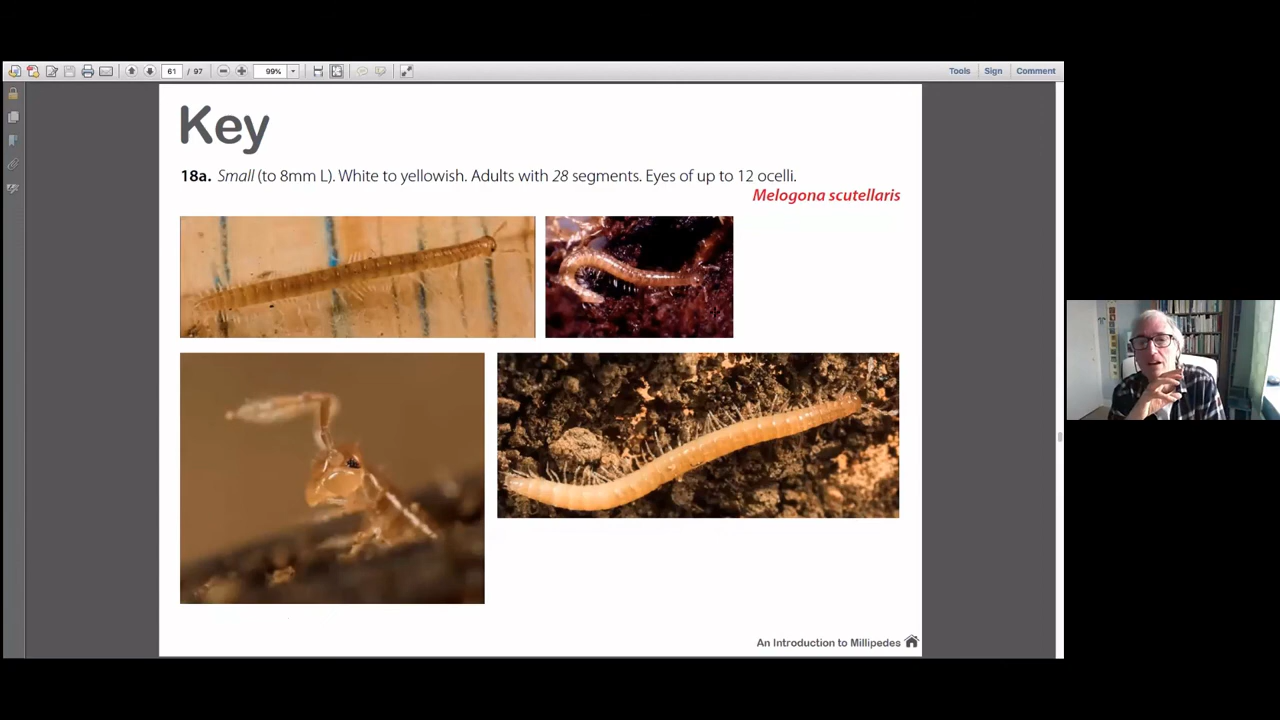 61 / 97
99%
Tools
Sign
Comment
Key
18a. Small (to 8mm L). White to yellowish. Adults with 28 segments. Eyes of up to 12 ocelli.
Melogona scutellaris
An Introduction to Millipedes